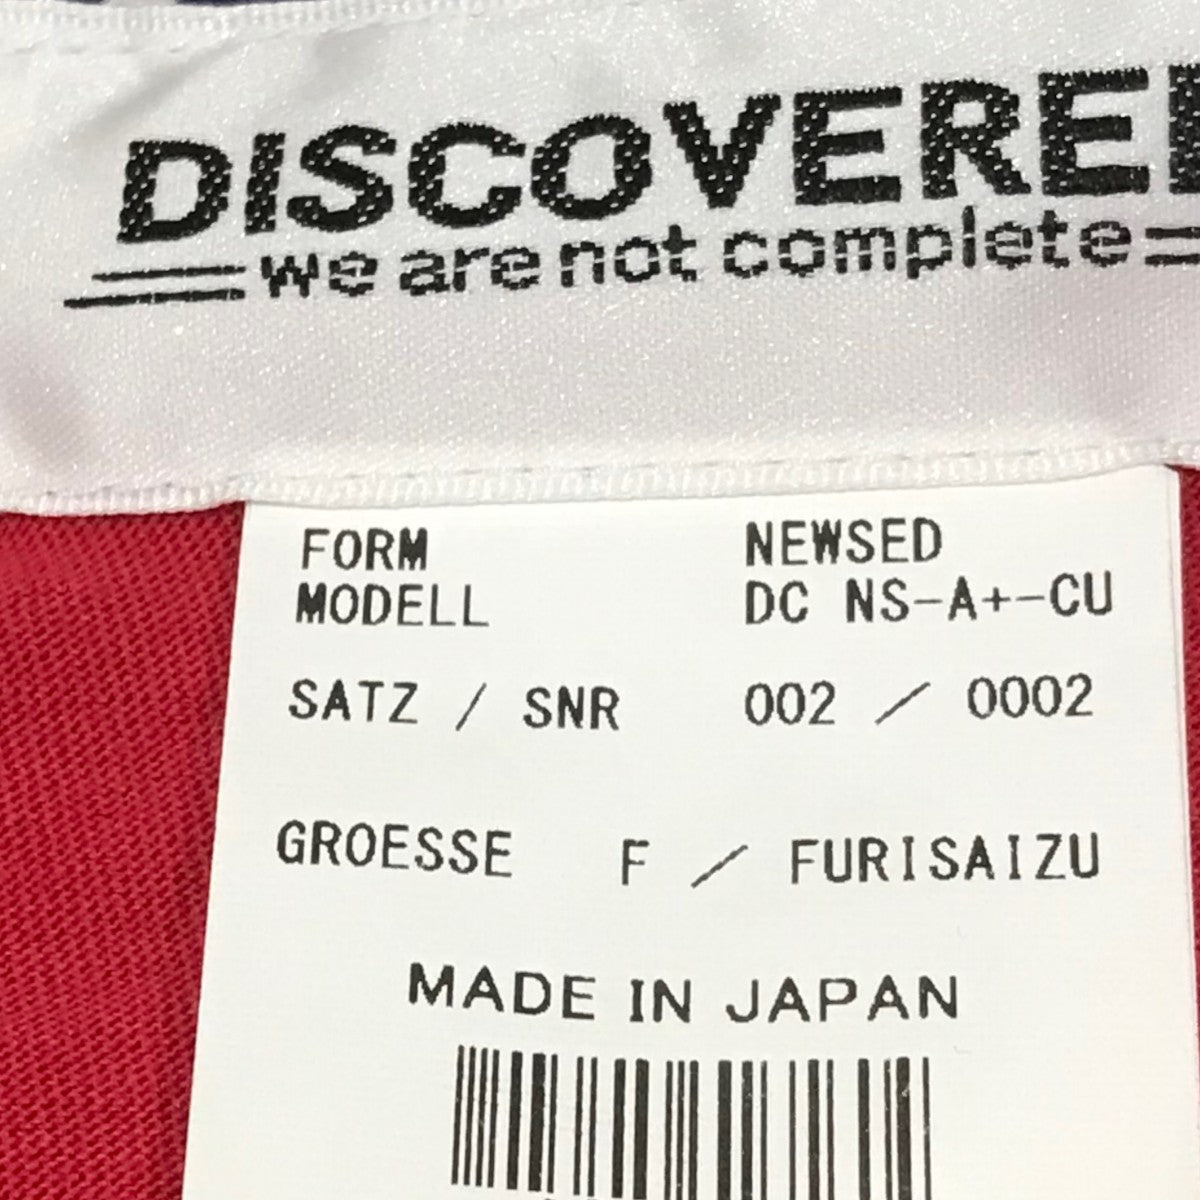 DISCOVERED
we are not complete
FORM NEWSED
MODELL DC NS-A+-CU
SATZ / SNR 002 / 0002
GROESSE F / FURISAIZU
MADE IN JAPAN